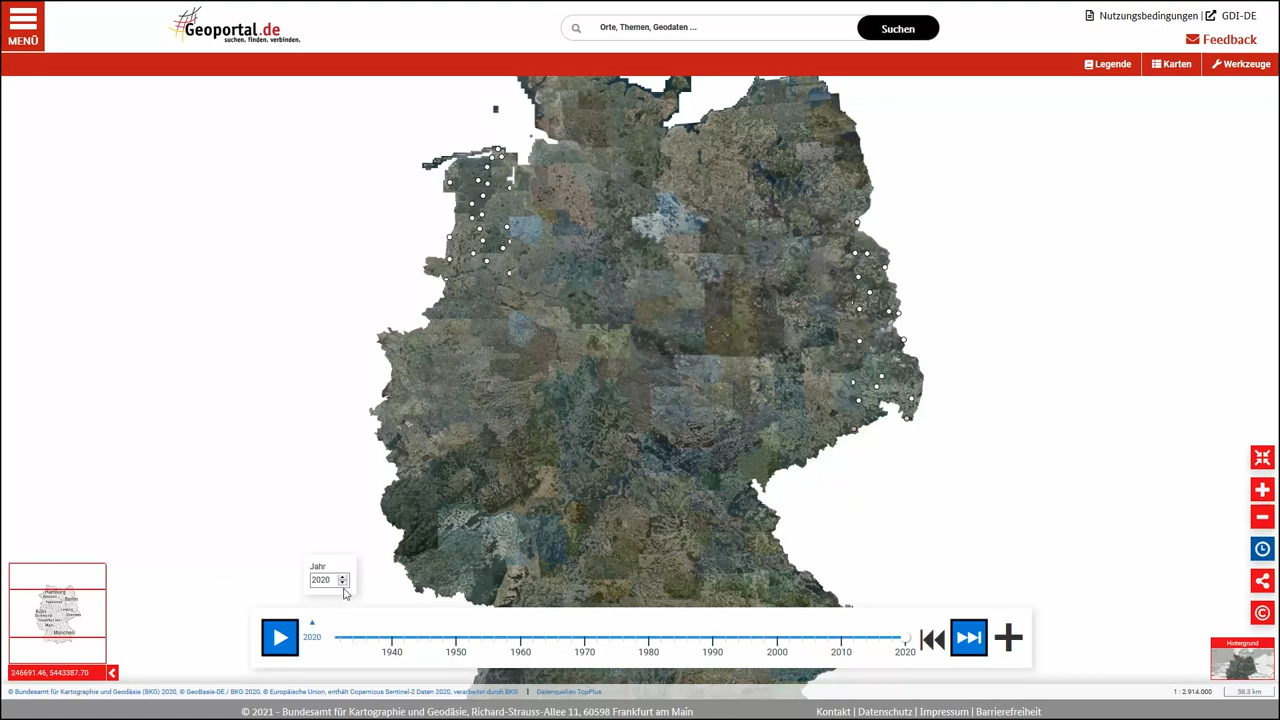 MENÜ
Geoportal.de
suchen. finden. verbinden.
Orte, Themen, Geodaten ...
Suchen
Nutzungsbedingungen | GDI-DE
Feedback
Legende
Karten
Werkzeuge
Jahr
2020
2020
1940 1950 1960 1970 1980 1990 2000 2010 2020
Hamburg
Berlin
Köln
München
246691.46, 5443387.70
Hintergrund
© Bundesamt für Kartographie und Geodäsie (BKG) 2020, © GeoBasis-DE / BKG 2020, © Europäische Union, enthält Copernicus Sentinel-2 Daten 2020, verarbeitet durch BKG
Datenquellen TopPlus
1 : 2.914.000
58.3 km
© 2021 - Bundesamt für Kartographie und Geodäsie, Richard-Strauss-Allee 11, 60598 Frankfurt am Main
Kontakt | Datenschutz | Impressum | Barrierefreiheit